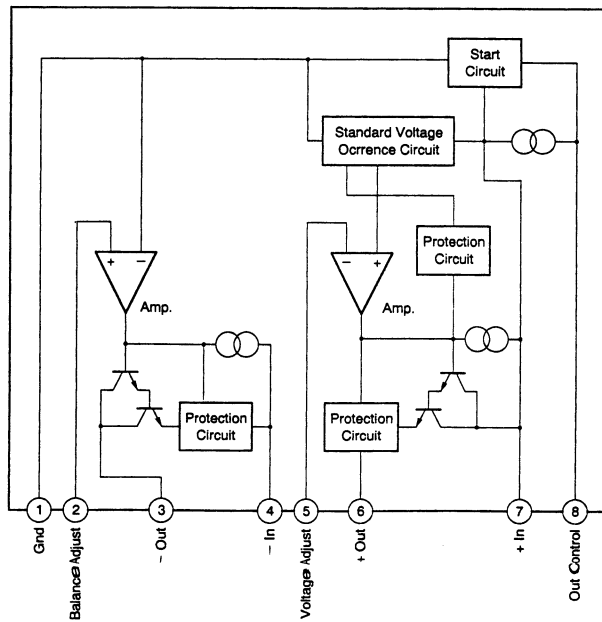 Start
Circuit
Standard Voltage
Ocrrence Circuit
Protection
Circuit
+ −
Amp.
− +
Amp.
Protection
Circuit
Protection
Circuit
1 2 3 4 5 6 7 8
Gnd
Balance Adjust
− Out
− In
Voltage Adjust
+ Out
+ In
Out Control